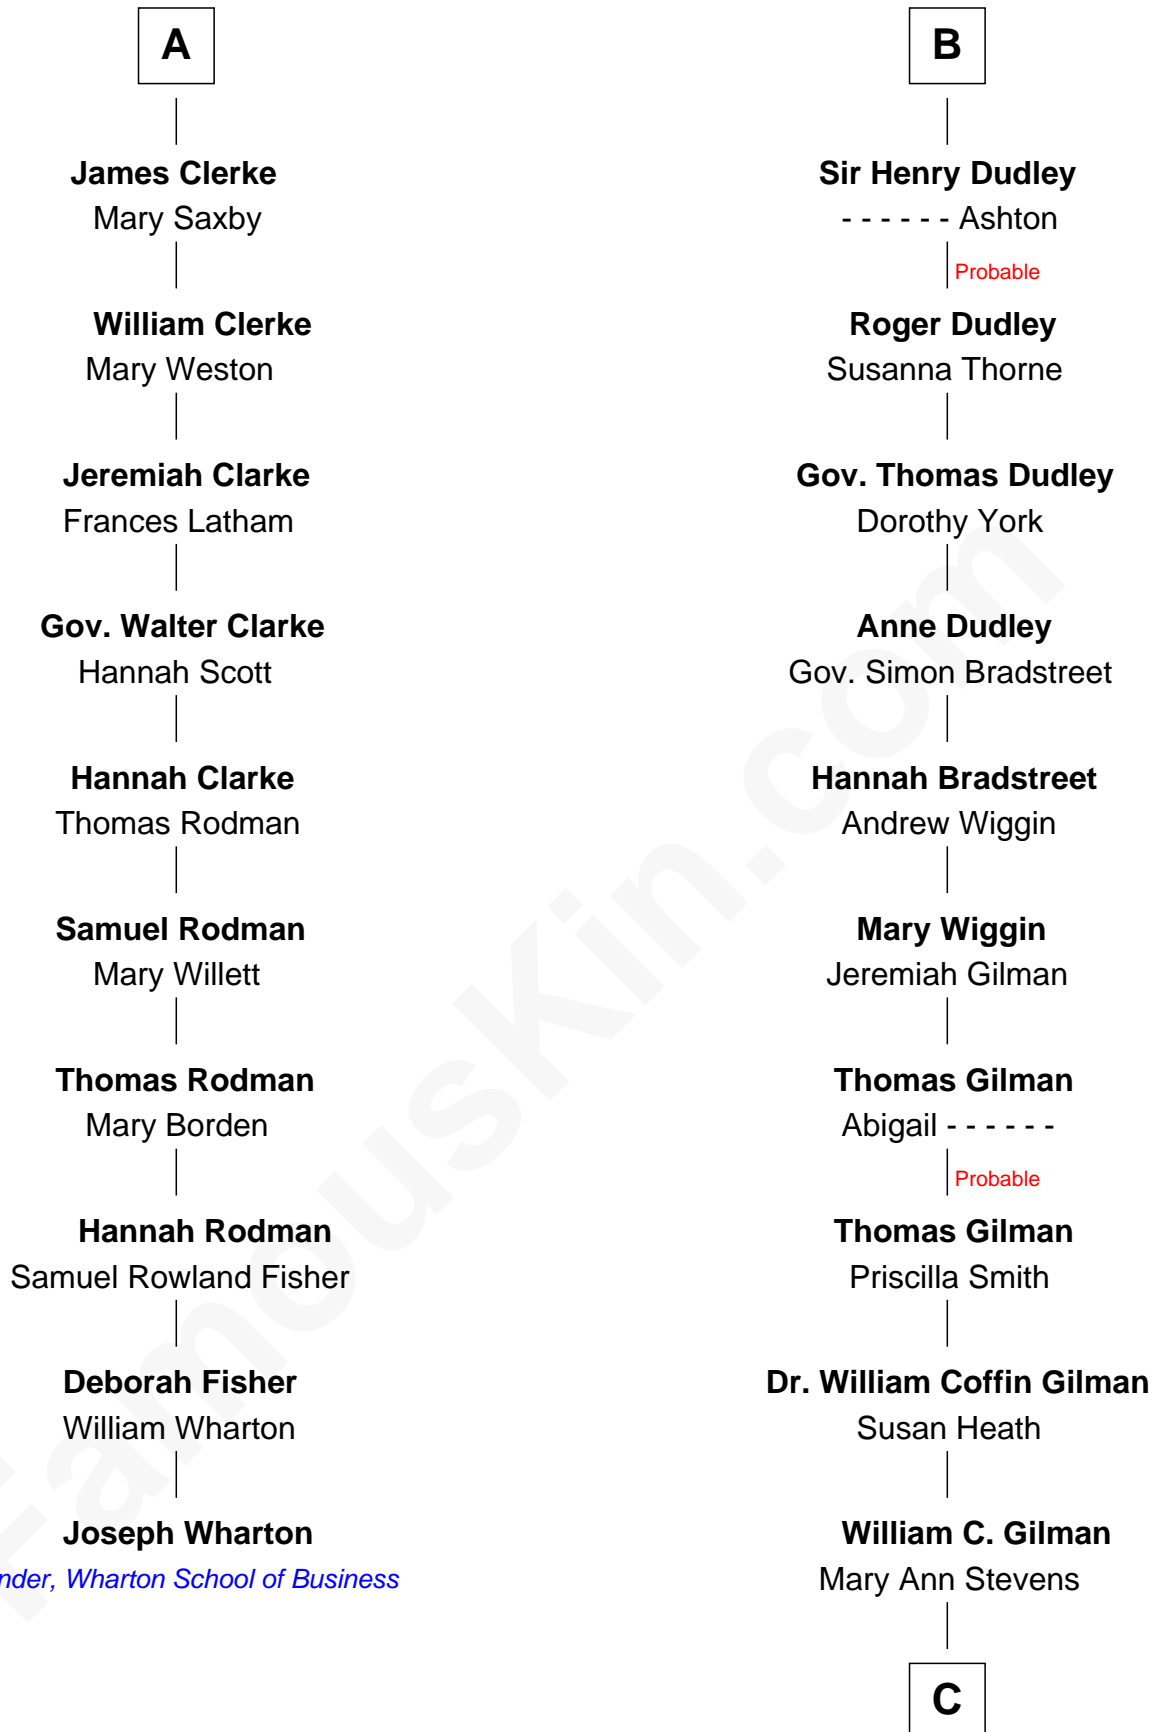 A
James Clerke
Mary Saxby
William Clerke
Mary Weston
Jeremiah Clarke
Frances Latham
Gov. Walter Clarke
Hannah Scott
Hannah Clarke
Thomas Rodman
Samuel Rodman
Mary Willett
Thomas Rodman
Mary Borden
Hannah Rodman
Samuel Rowland Fisher
Deborah Fisher
William Wharton
Joseph Wharton
nder, Wharton School of Business
B
Sir Henry Dudley
- - - - - - Ashton
Probable
Roger Dudley
Susanna Thorne
Gov. Thomas Dudley
Dorothy York
Anne Dudley
Gov. Simon Bradstreet
Hannah Bradstreet
Andrew Wiggin
Mary Wiggin
Jeremiah Gilman
Thomas Gilman
Abigail - - - - - -
Probable
Thomas Gilman
Priscilla Smith
Dr. William Coffin Gilman
Susan Heath
William C. Gilman
Mary Ann Stevens
C
FamousKin.com